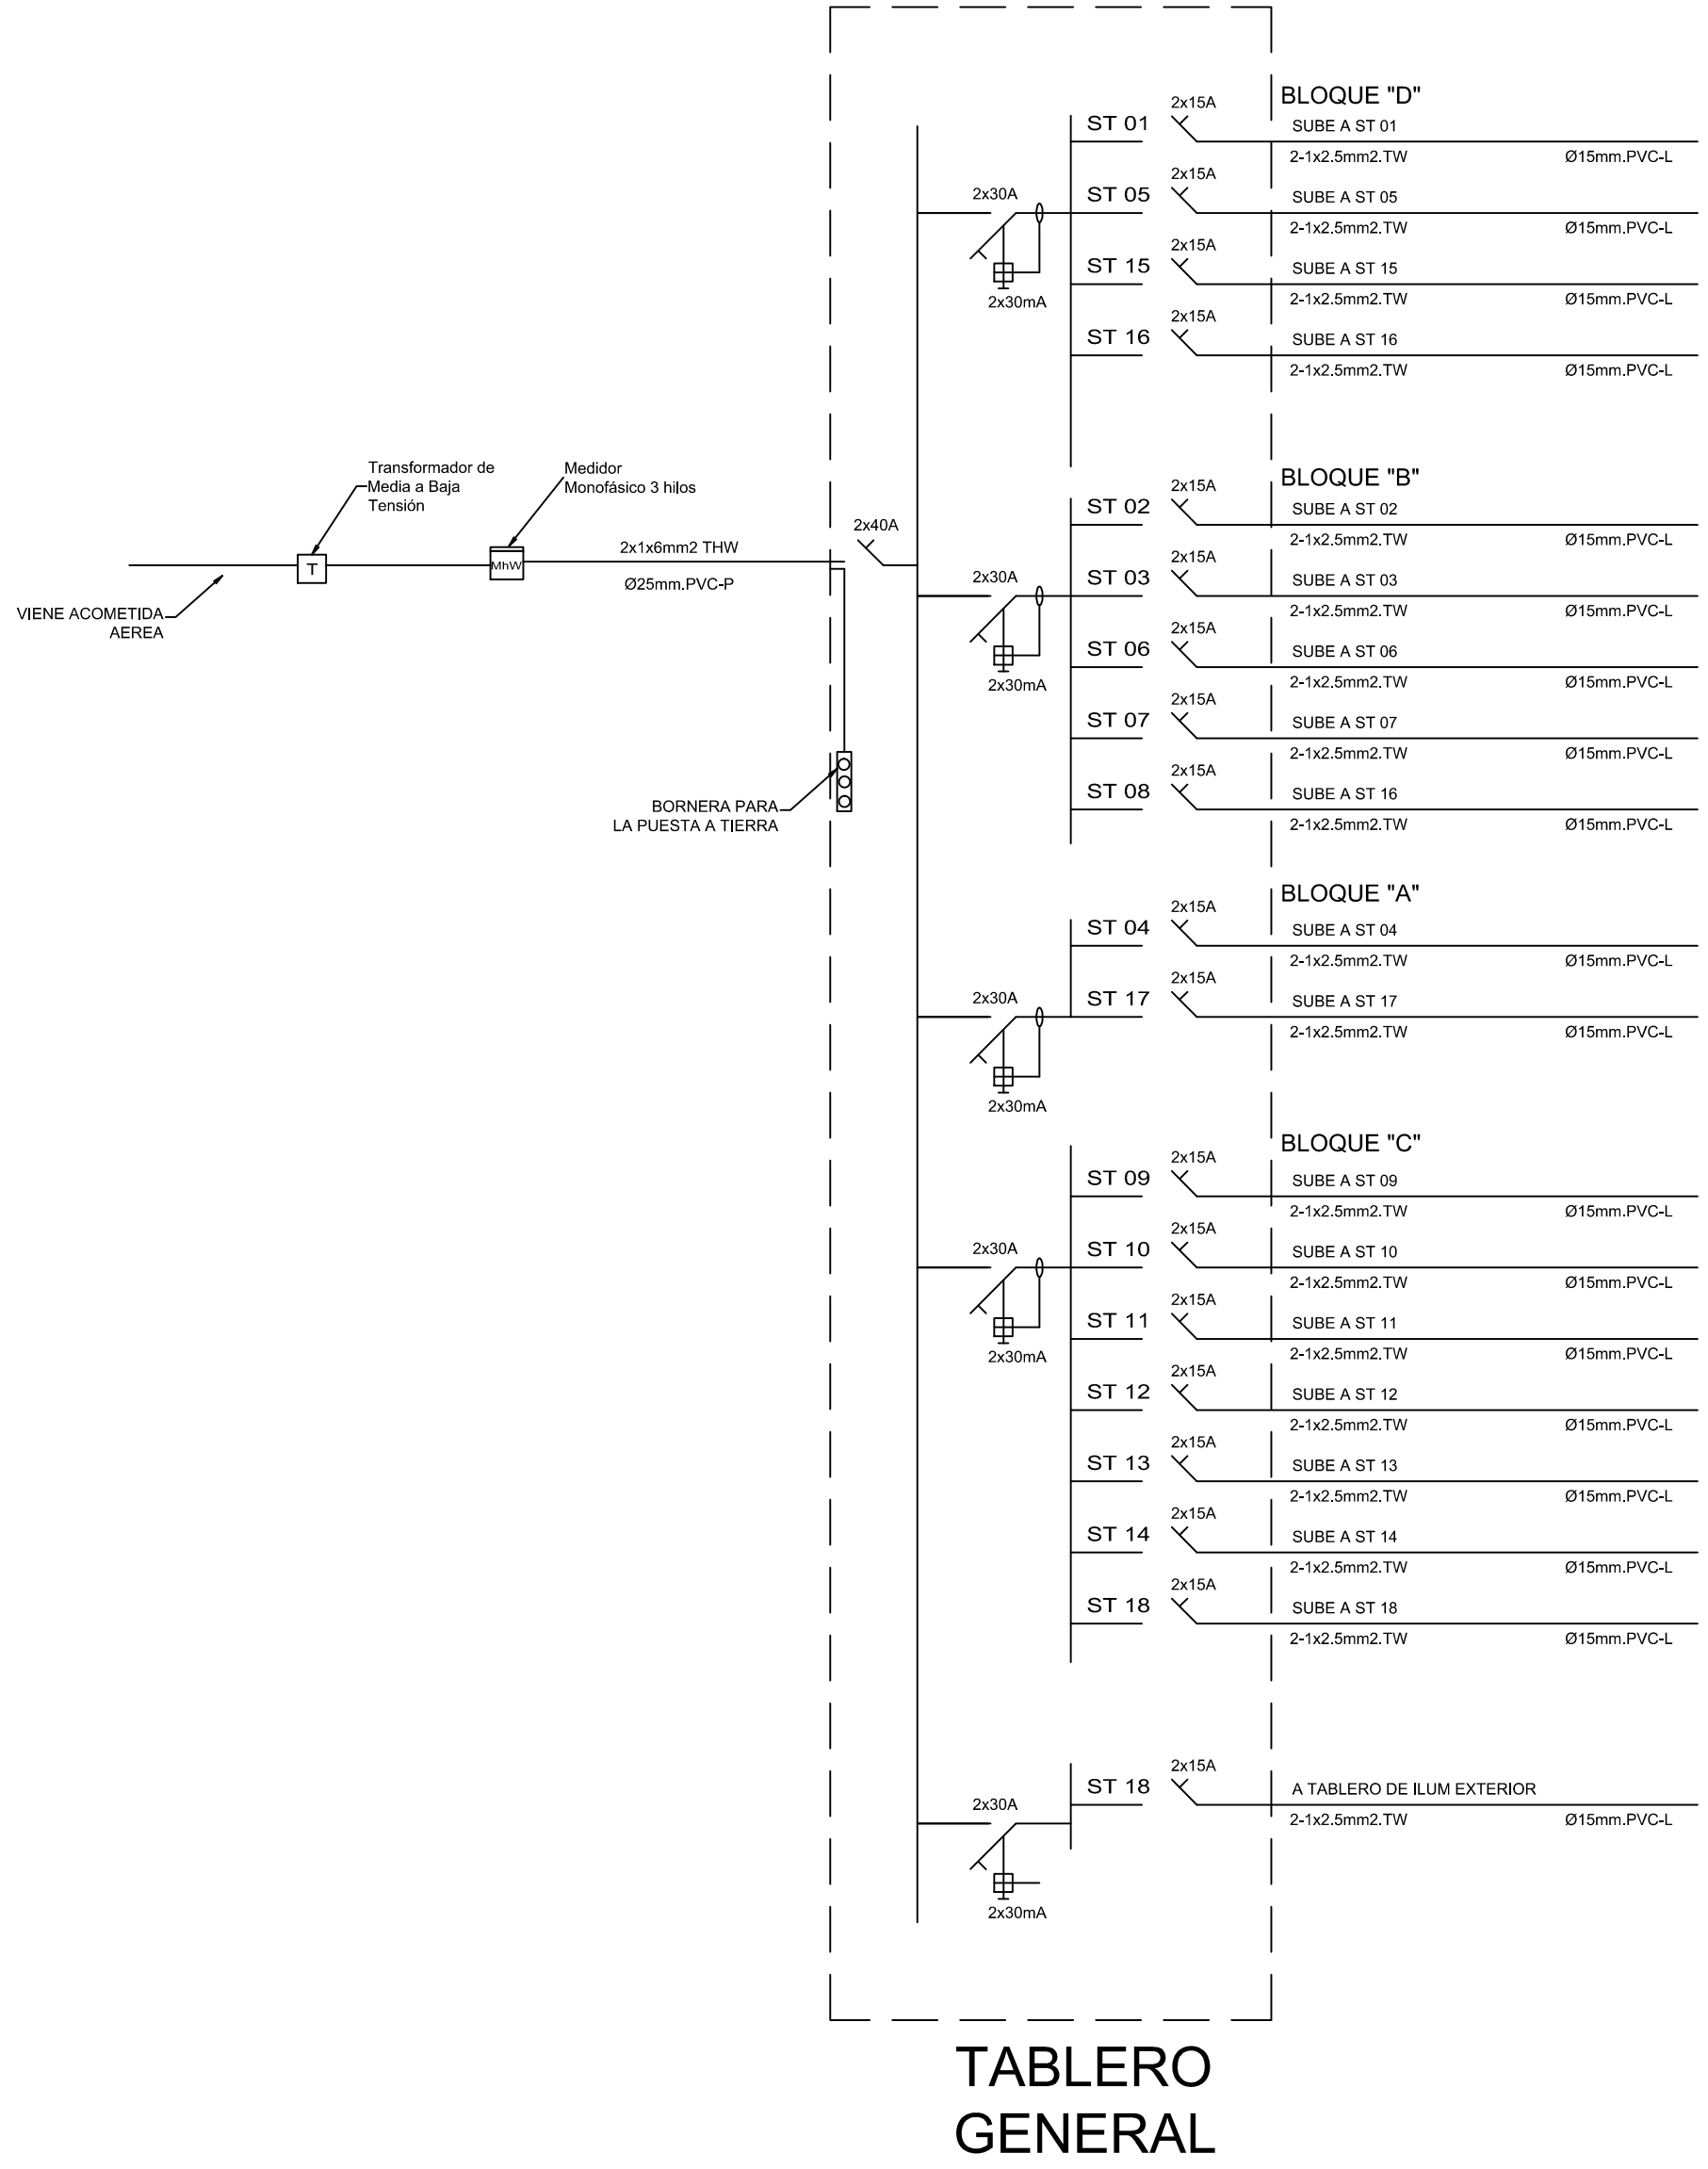 VIENE ACOMETIDA
AEREA
T
Transformador de
Media a Baja
Tensión
MhW
Medidor
Monofásico 3 hilos
2x1x6mm2 THW
Ø25mm.PVC-P
BORNERA PARA
LA PUESTA A TIERRA
2x40A
BLOQUE "D"
2x30A
2x30mA
ST 01 2x15A SUBE A ST 01
2-1x2.5mm2.TW Ø15mm.PVC-L
ST 05 2x15A SUBE A ST 05
2-1x2.5mm2.TW Ø15mm.PVC-L
ST 15 2x15A SUBE A ST 15
2-1x2.5mm2.TW Ø15mm.PVC-L
ST 16 2x15A SUBE A ST 16
2-1x2.5mm2.TW Ø15mm.PVC-L
BLOQUE "B"
2x30A
2x30mA
ST 02 2x15A SUBE A ST 02
2-1x2.5mm2.TW Ø15mm.PVC-L
ST 03 2x15A SUBE A ST 03
2-1x2.5mm2.TW Ø15mm.PVC-L
ST 06 2x15A SUBE A ST 06
2-1x2.5mm2.TW Ø15mm.PVC-L
ST 07 2x15A SUBE A ST 07
2-1x2.5mm2.TW Ø15mm.PVC-L
ST 08 2x15A SUBE A ST 16
2-1x2.5mm2.TW Ø15mm.PVC-L
BLOQUE "A"
2x30A
2x30mA
ST 04 2x15A SUBE A ST 04
2-1x2.5mm2.TW Ø15mm.PVC-L
ST 17 2x15A SUBE A ST 17
2-1x2.5mm2.TW Ø15mm.PVC-L
BLOQUE "C"
2x30A
2x30mA
ST 09 2x15A SUBE A ST 09
2-1x2.5mm2.TW Ø15mm.PVC-L
ST 10 2x15A SUBE A ST 10
2-1x2.5mm2.TW Ø15mm.PVC-L
ST 11 2x15A SUBE A ST 11
2-1x2.5mm2.TW Ø15mm.PVC-L
ST 12 2x15A SUBE A ST 12
2-1x2.5mm2.TW Ø15mm.PVC-L
ST 13 2x15A SUBE A ST 13
2-1x2.5mm2.TW Ø15mm.PVC-L
ST 14 2x15A SUBE A ST 14
2-1x2.5mm2.TW Ø15mm.PVC-L
ST 18 2x15A SUBE A ST 18
2-1x2.5mm2.TW Ø15mm.PVC-L
2x30A
2x30mA
ST 18 2x15A A TABLERO DE ILUM EXTERIOR
2-1x2.5mm2.TW Ø15mm.PVC-L
TABLERO
GENERAL